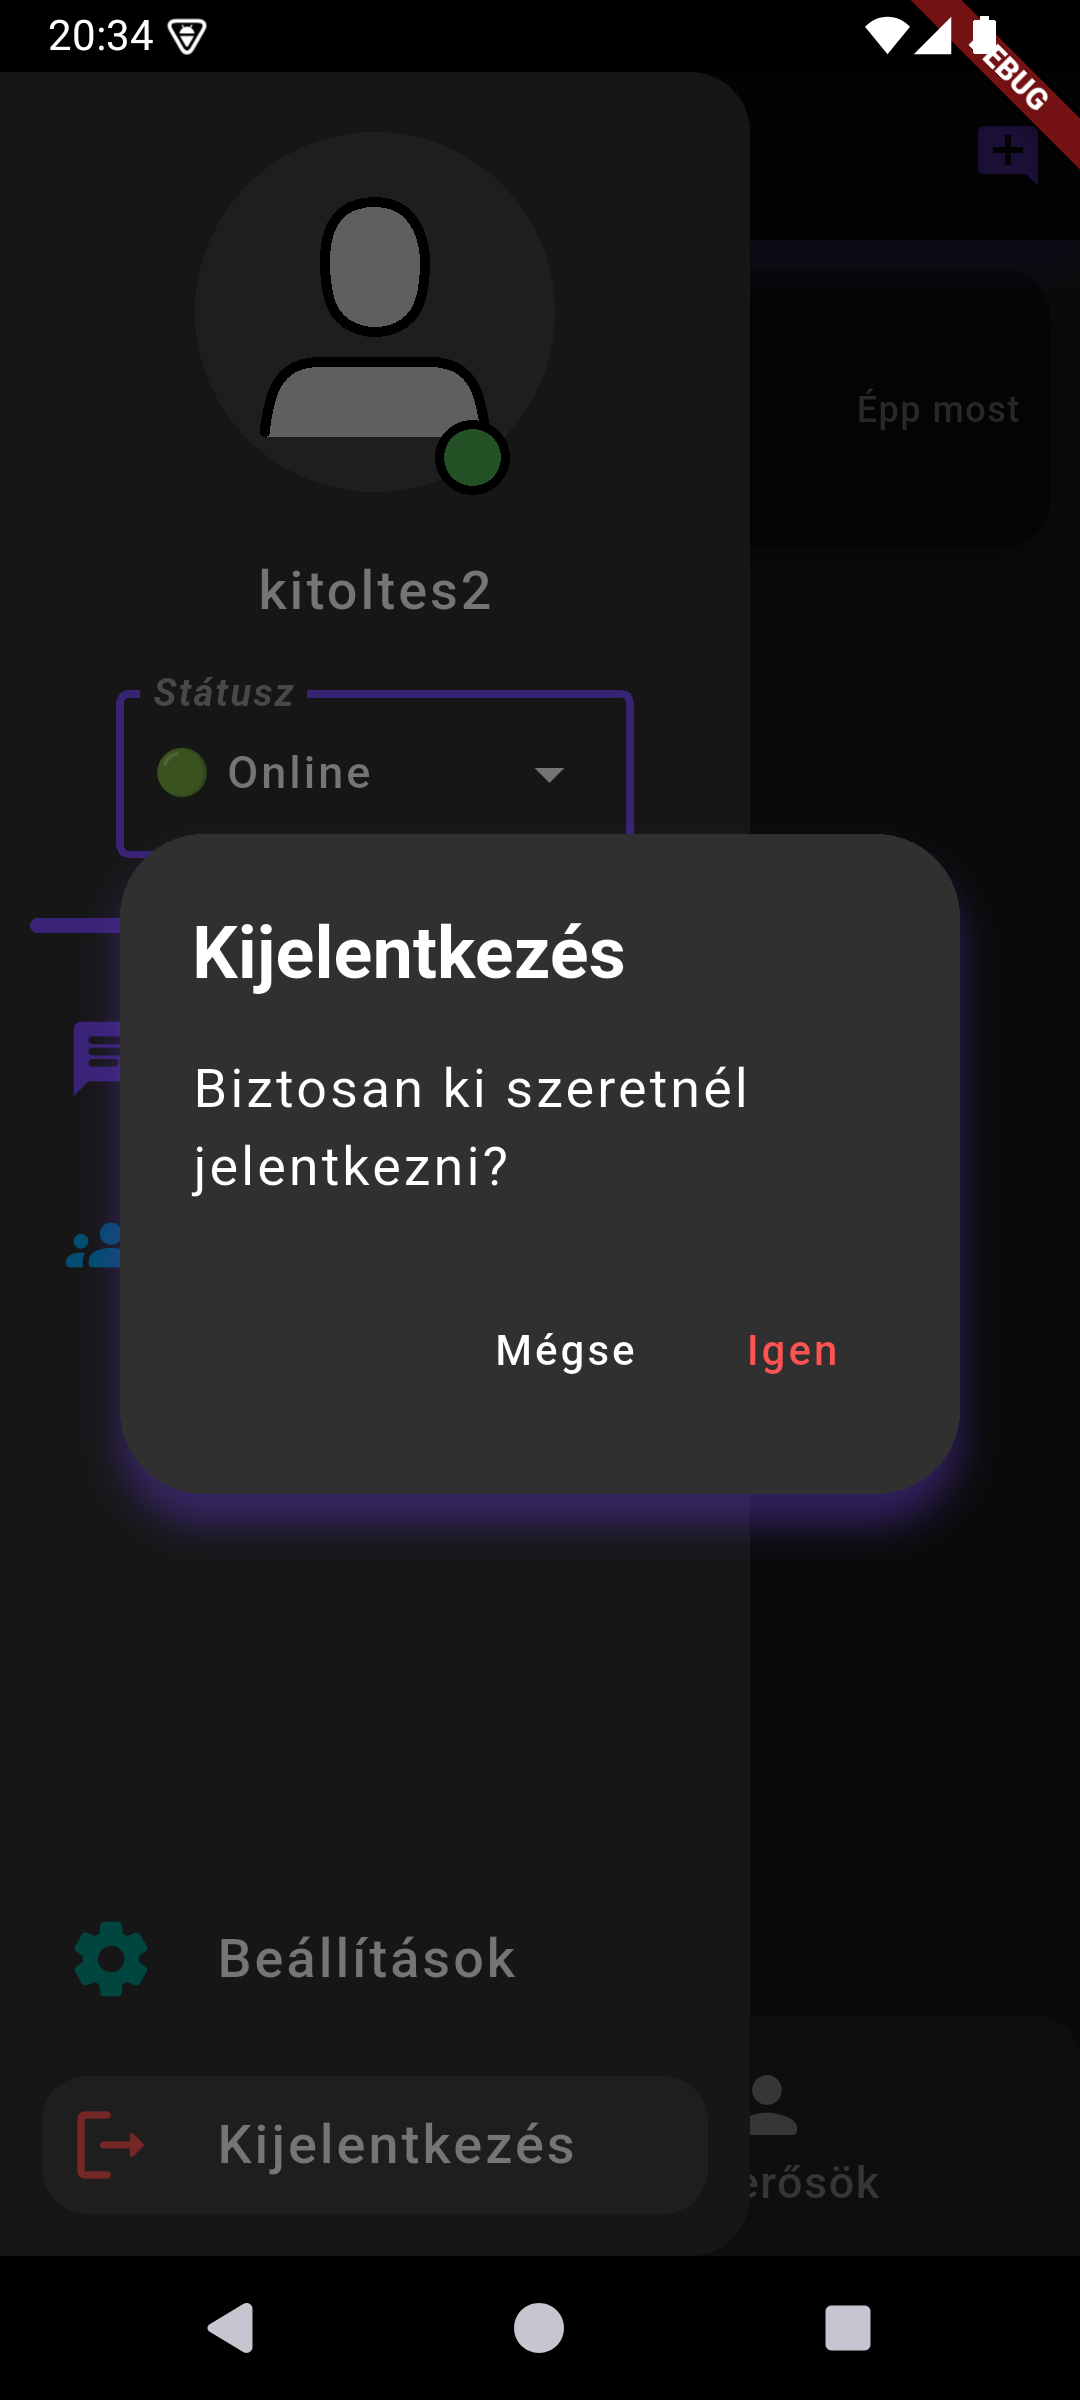 20:34
EBUG
Épp most
kitoltes2
Státusz
Online
Kijelentkezés
Biztosan ki szeretnél
jelentkezni?
Mégse
Igen
Beállítások
Kijelentkezés
erősök